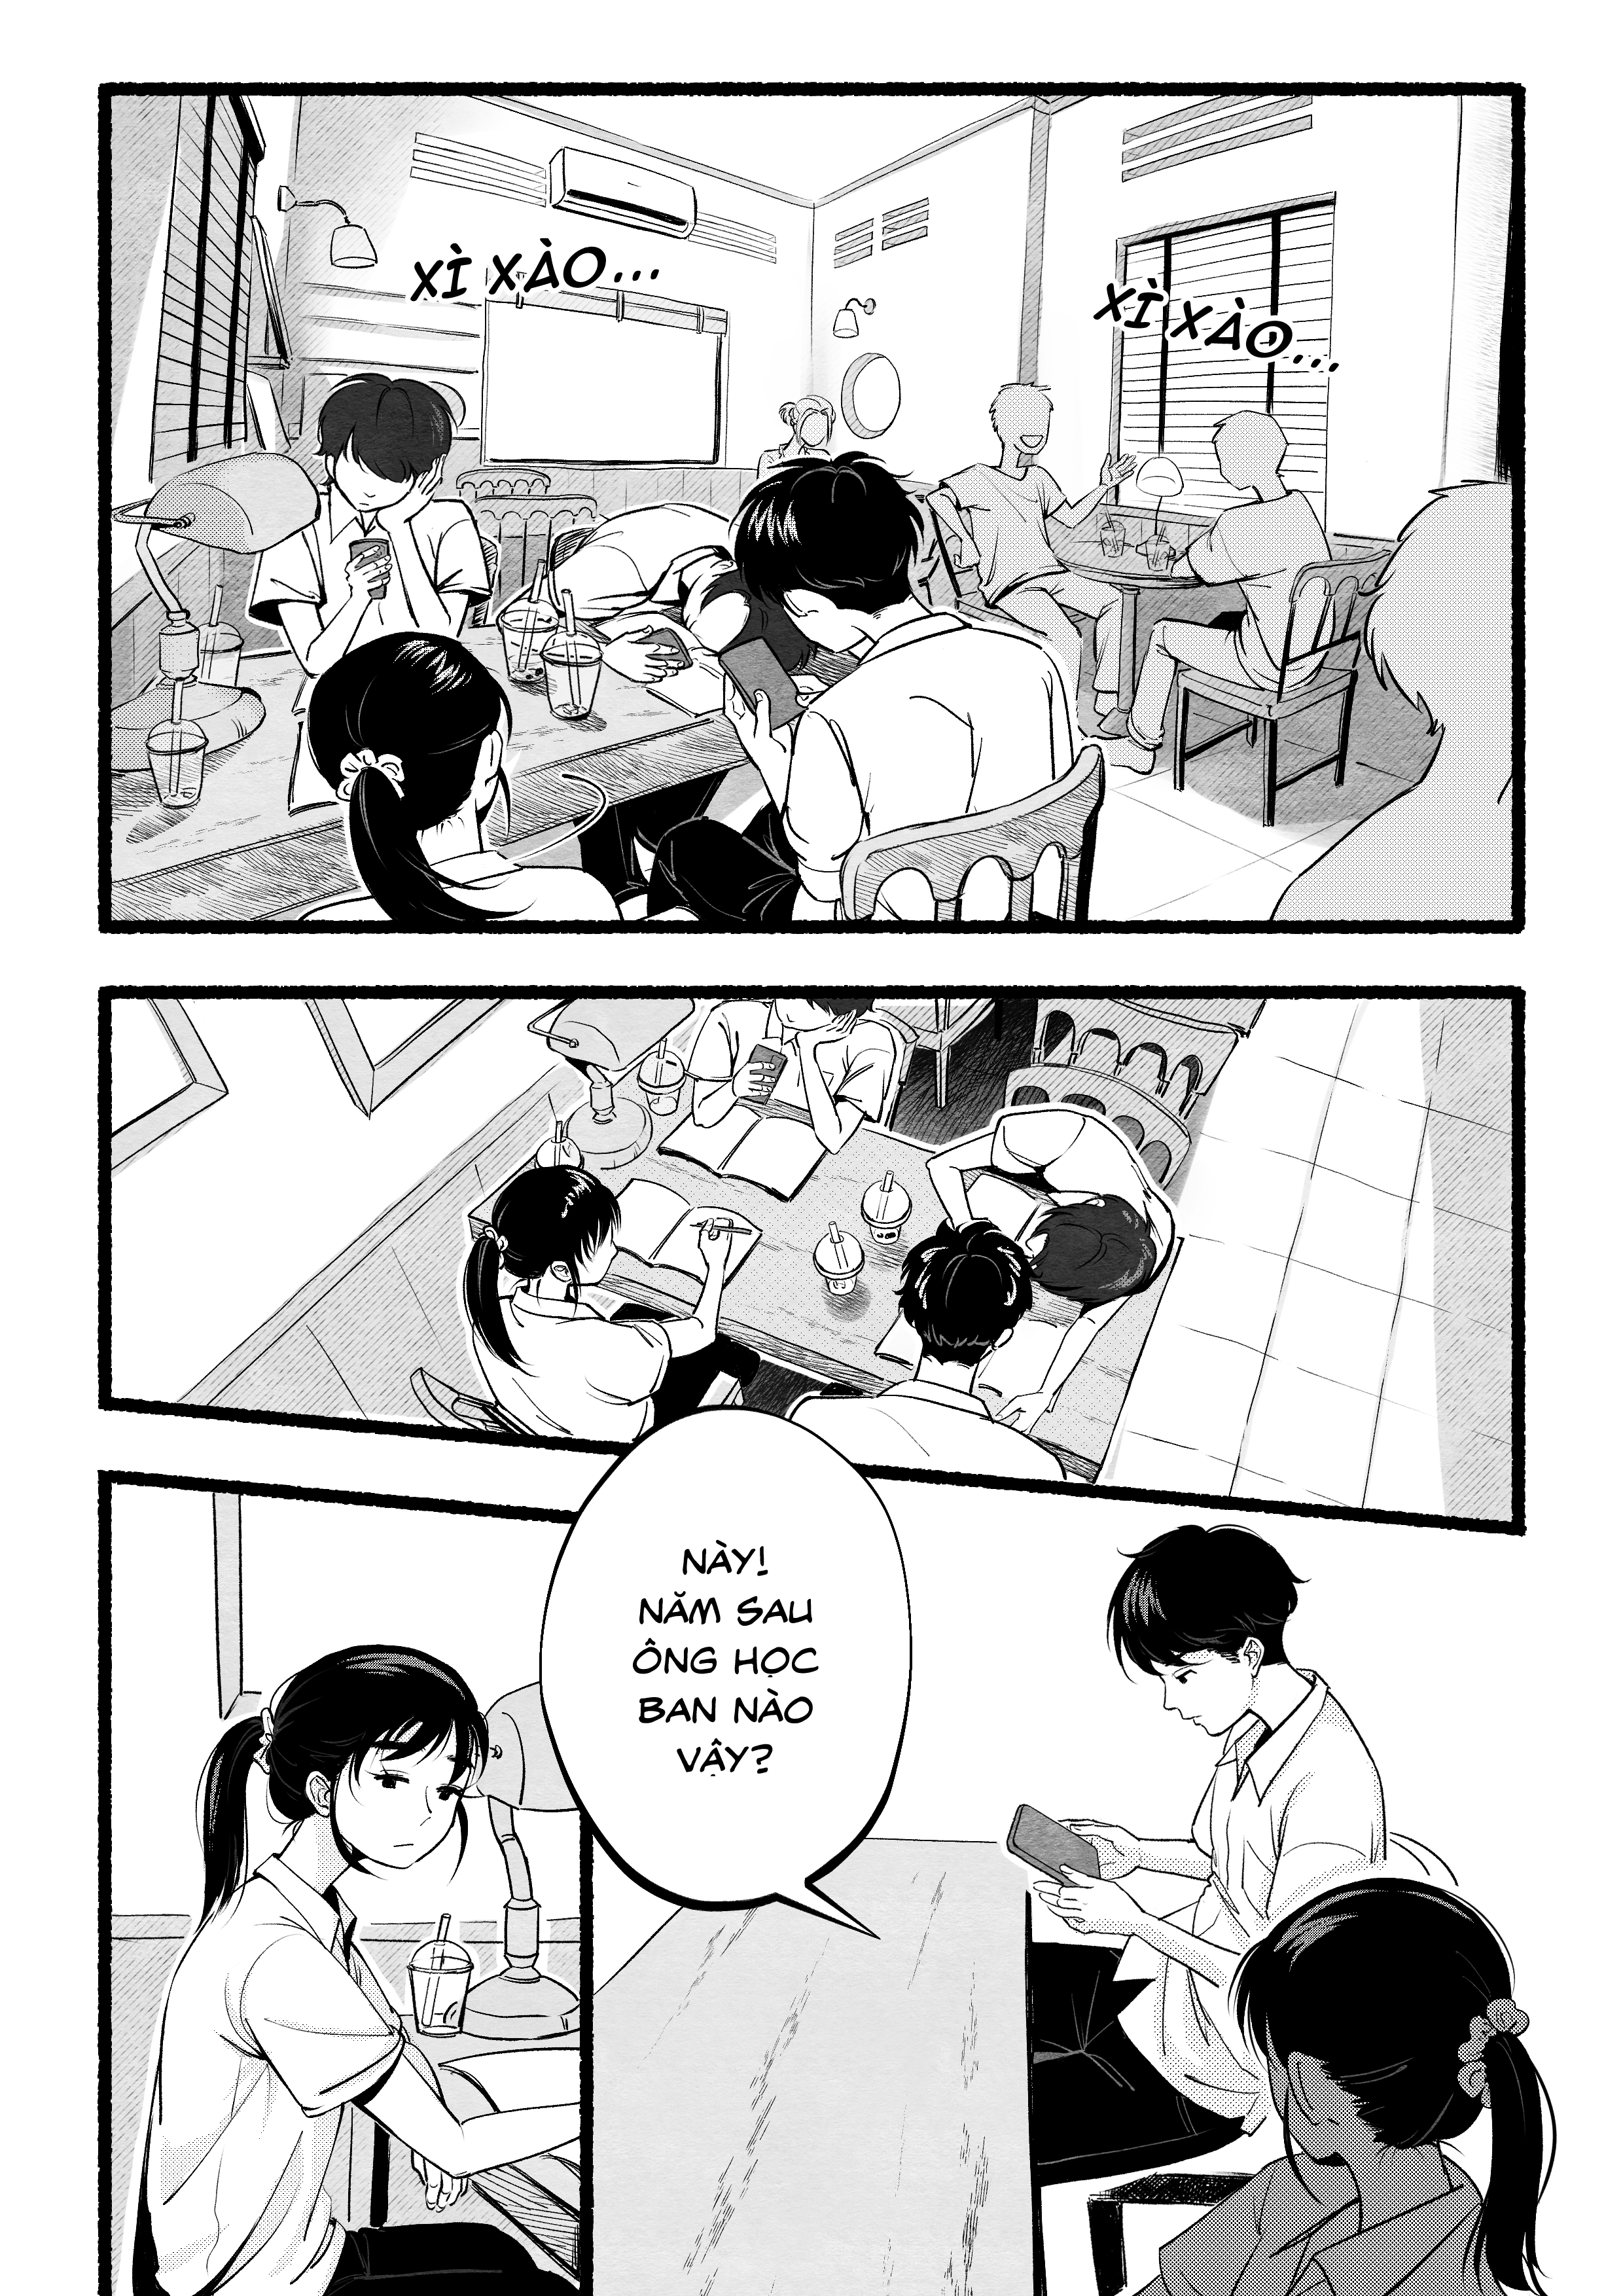 XÌ XÀO...
XÌ XÀO...
NÀY!
NĂM SAU
ÔNG HỌC
BAN NÀO
VẬY?